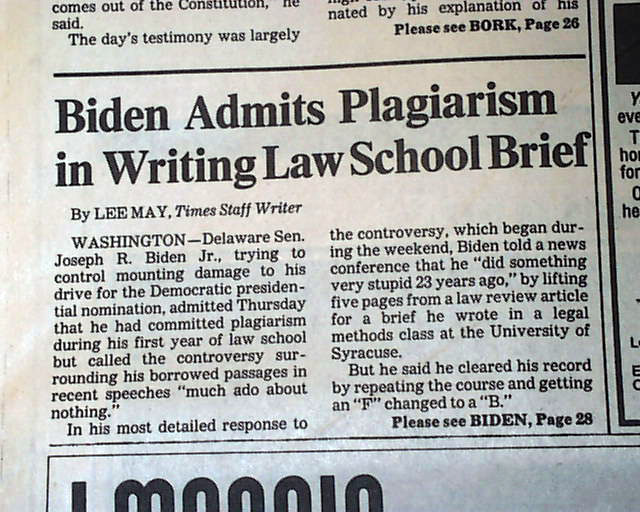 comes out of the Constitution," he
said.
The day's testimony was largely
nated by his explanation of his
Please see BORK, Page 26
Biden Admits Plagiarism
in Writing Law School Brief
By LEE MAY, Times Staff Writer
WASHINGTON—Delaware Sen.
Joseph R. Biden Jr., trying to
control mounting damage to his
drive for the Democratic presiden-
tial nomination, admitted Thursday
that he had committed plagiarism
during his first year of law school
but called the controversy sur-
rounding his borrowed passages in
recent speeches "much ado about
nothing."
In his most detailed response to
the controversy, which began dur-
ing the weekend, Biden told a news
conference that he "did something
very stupid 23 years ago," by lifting
five pages from a law review article
for a brief he wrote in a legal
methods class at the University of
Syracuse.
But he said he cleared his record
by repeating the course and getting
an "F" changed to a "B."
Please see BIDEN, Page 28